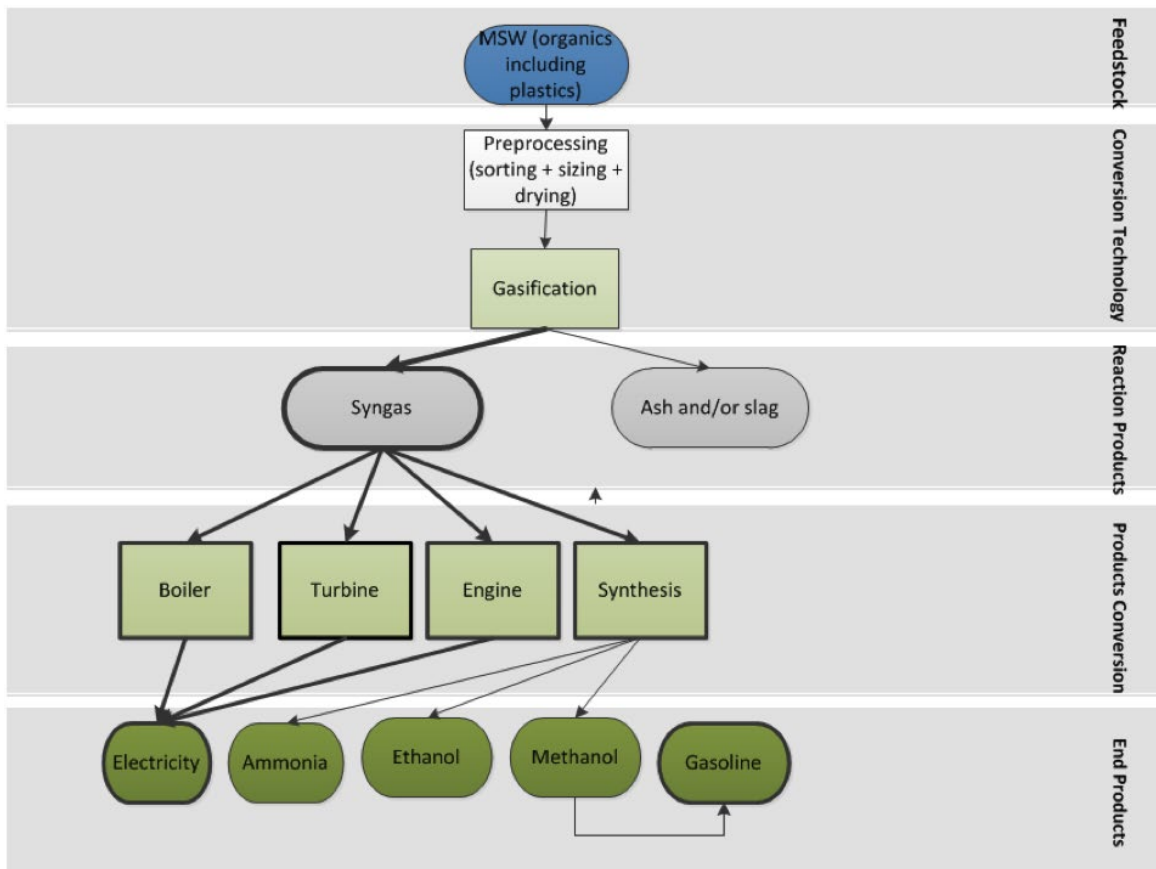 MSW (organics
including
plastics)
Feedstock
Preprocessing
(sorting + sizing +
drying)
Gasification
Conversion Technology
Syngas
Ash and/or slag
Reaction Products
Boiler
Turbine
Engine
Synthesis
Products Conversion
Electricity
Ammonia
Ethanol
Methanol
Gasoline
End Products